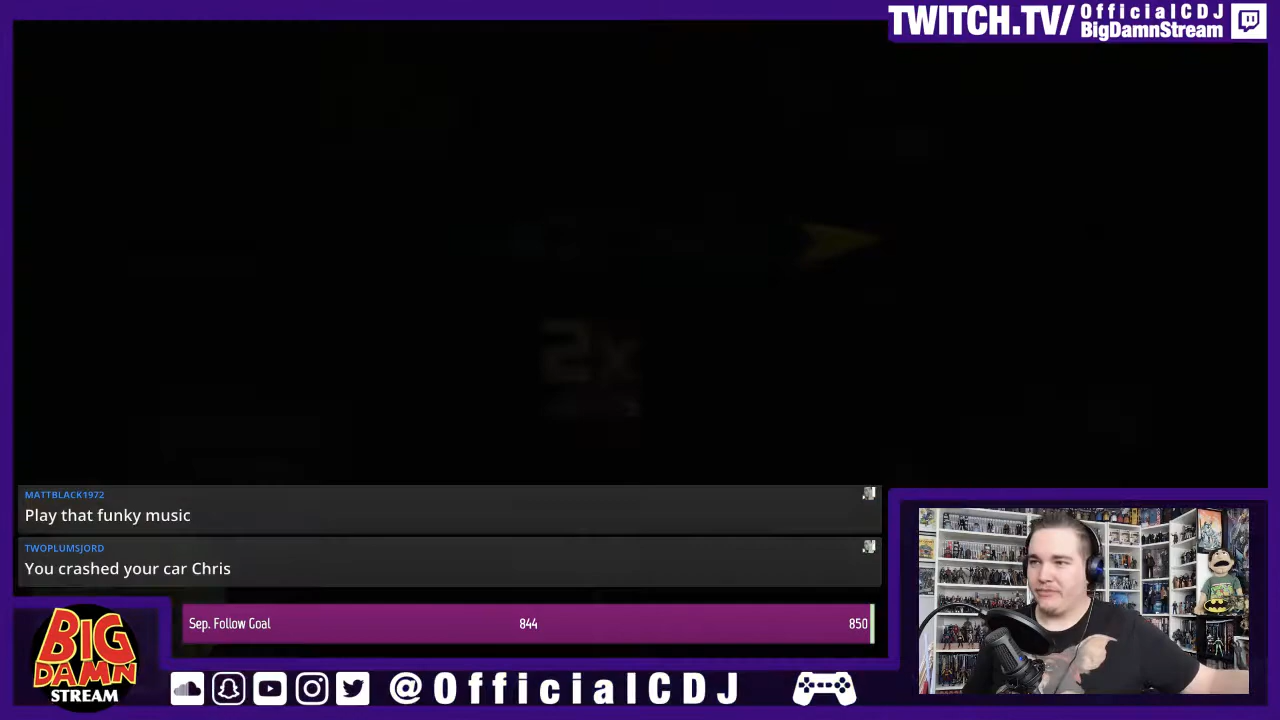 TWITCH.TV/ OfficialCDJ
BigDamnStream
2x
MATTBLACK1972
Play that funky music
TWOPLUMSJORD
You crashed your car Chris
Sep. Follow Goal 844 850
BIG
DAMN
STREAM
@OfficialCDJ